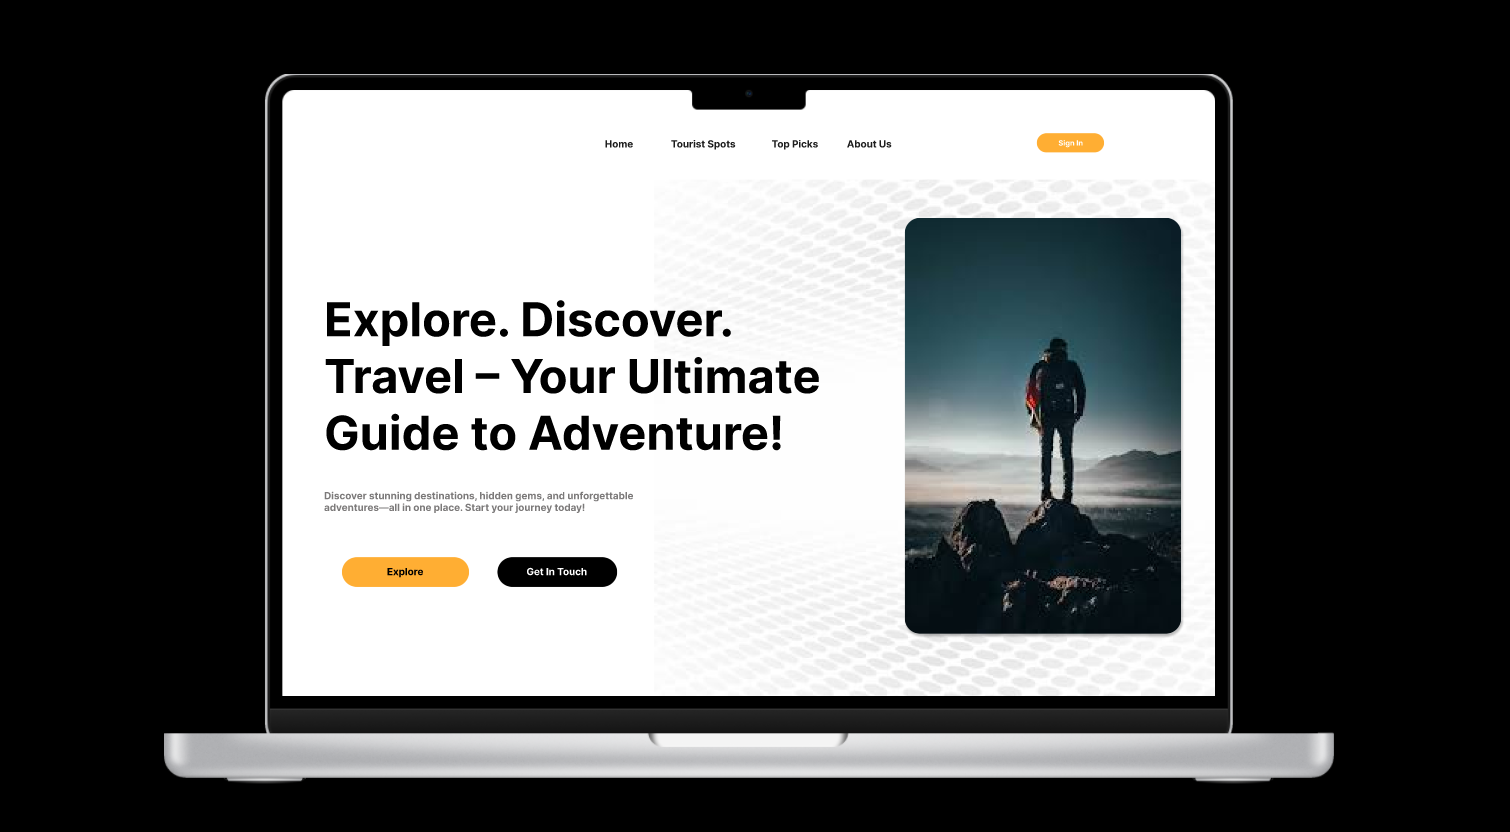 Home Tourist Spots Top Picks About Us Sign In
Explore. Discover.
Travel – Your Ultimate
Guide to Adventure!
Discover stunning destinations, hidden gems, and unforgettable
adventures—all in one place. Start your journey today!
Explore Get In Touch